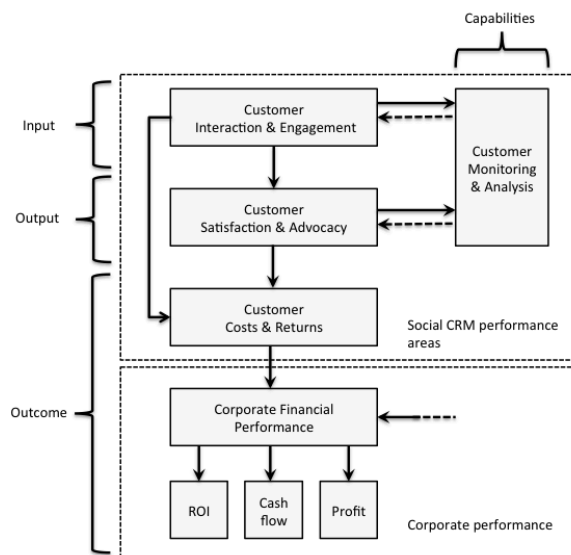 Capabilities
Input
Customer
Interaction & Engagement
Customer
Monitoring
& Analysis
Output
Customer
Satisfaction & Advocacy
Customer
Costs & Returns
Social CRM performance
areas
Outcome
Corporate Financial
Performance
ROI
Cash
flow
Profit
Corporate performance